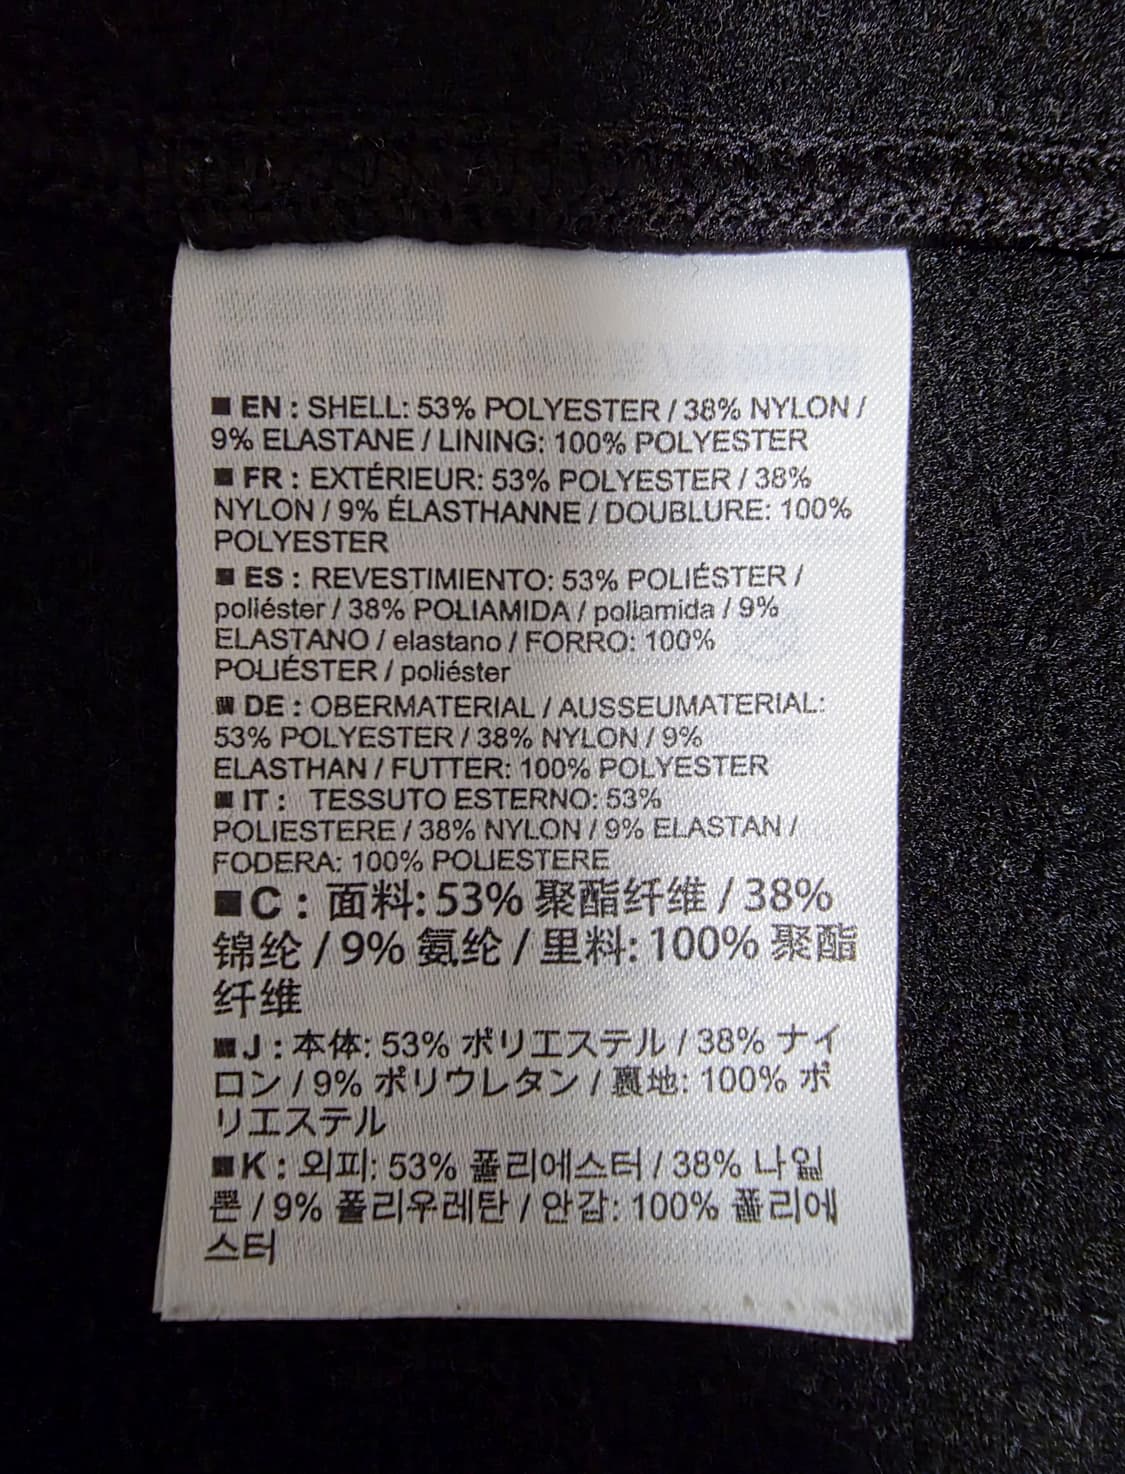 ■ EN : SHELL: 53% POLYESTER / 38% NYLON /
9% ELASTANE / LINING: 100% POLYESTER
■ FR : EXTÉRIEUR: 53% POLYESTER / 38%
NYLON / 9% ÉLASTHANNE / DOUBLURE: 100%
POLYESTER
■ ES : REVESTIMIENTO: 53% POLIÉSTER /
poliéster / 38% POLIAMIDA / poliamida / 9%
ELASTANO / elastano / FORRO: 100%
POLIÉSTER / poliéster
■ DE : OBERMATERIAL / AUSSEUMATERIAL:
53% POLYESTER / 38% NYLON / 9%
ELASTHAN / FUTTER: 100% POLYESTER
■ IT : TESSUTO ESTERNO: 53%
POLIESTERE / 38% NYLON / 9% ELASTAN /
FODERA: 100% POLIESTERE
■C : 面料: 53% 聚酯纤维 / 38%
锦纶 / 9% 氨纶 / 里料: 100% 聚酯
纤维
■J : 本体: 53% ポリエステル / 38% ナイ
ロン / 9% ポリウレタン / 裏地: 100% ポ
リエステル
■K : 외피: 53% 폴리에스터 / 38% 나일
론 / 9% 폴리우레탄 / 안감: 100% 폴리에
스터